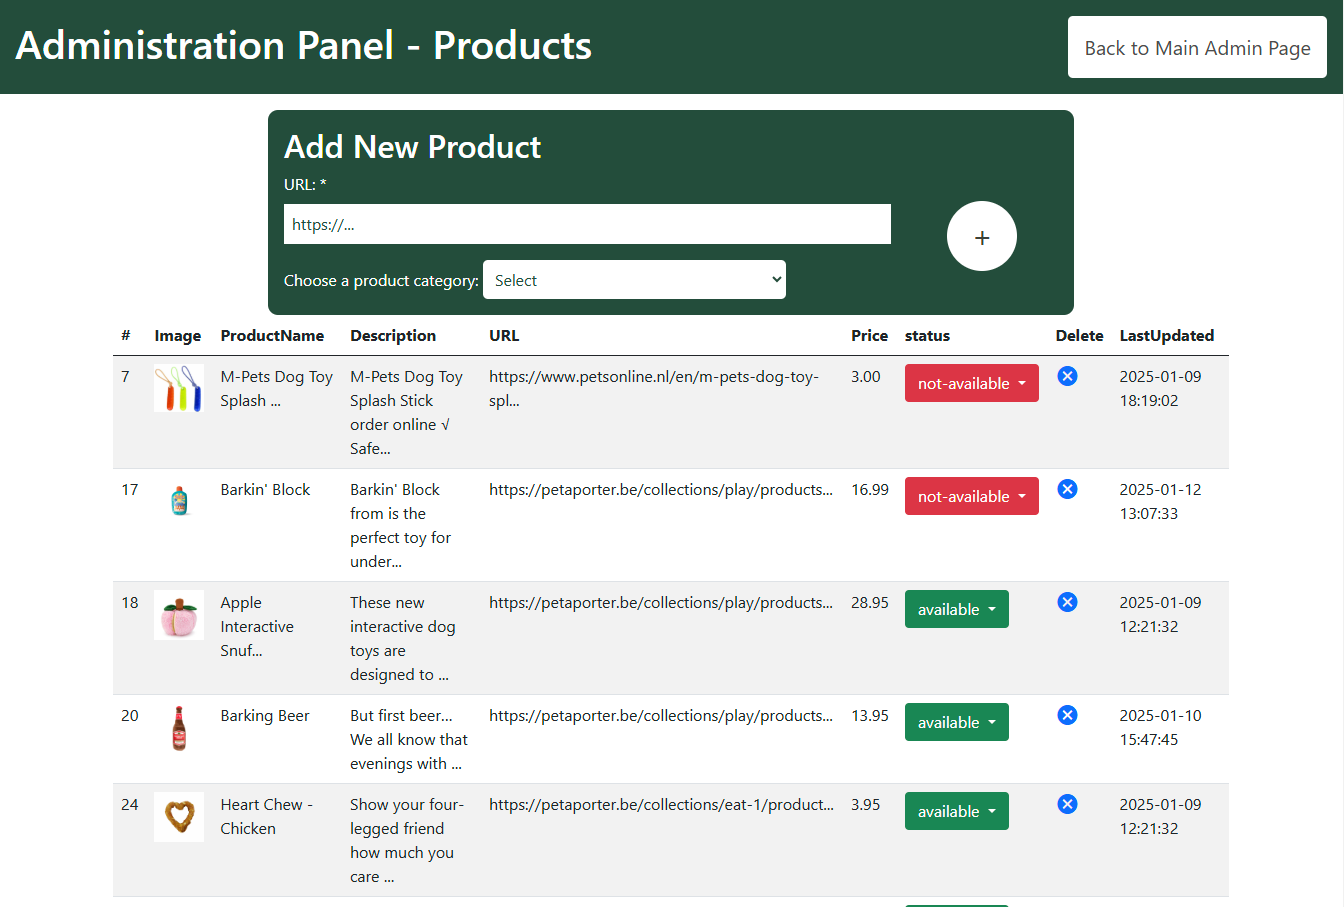 Administration Panel - Products
Back to Main Admin Page
Add New Product
URL: *
https://...
+
Choose a product category: Select
# Image ProductName Description URL Price status Delete LastUpdated
7 M-Pets Dog Toy M-Pets Dog Toy https://www.petsonline.nl/en/m-pets-dog-toy- 3.00 not-available 2025-01-09
Splash ... Splash Stick spl... 18:19:02
order online √
Safe...
17 Barkin' Block Barkin' Block https://petaporter.be/collections/play/products... 16.99 not-available 2025-01-12
from is the 13:07:33
perfect toy for
under...
18 Apple These new https://petaporter.be/collections/play/products... 28.95 available 2025-01-09
Interactive interactive dog 12:21:32
Snuf... toys are
designed to ...
20 Barking Beer But first beer... https://petaporter.be/collections/play/products... 13.95 available 2025-01-10
We all know that 15:47:45
evenings with ...
24 Heart Chew - Show your four- https://petaporter.be/collections/eat-1/product... 3.95 available 2025-01-09
Chicken legged friend 12:21:32
how much you
care ...